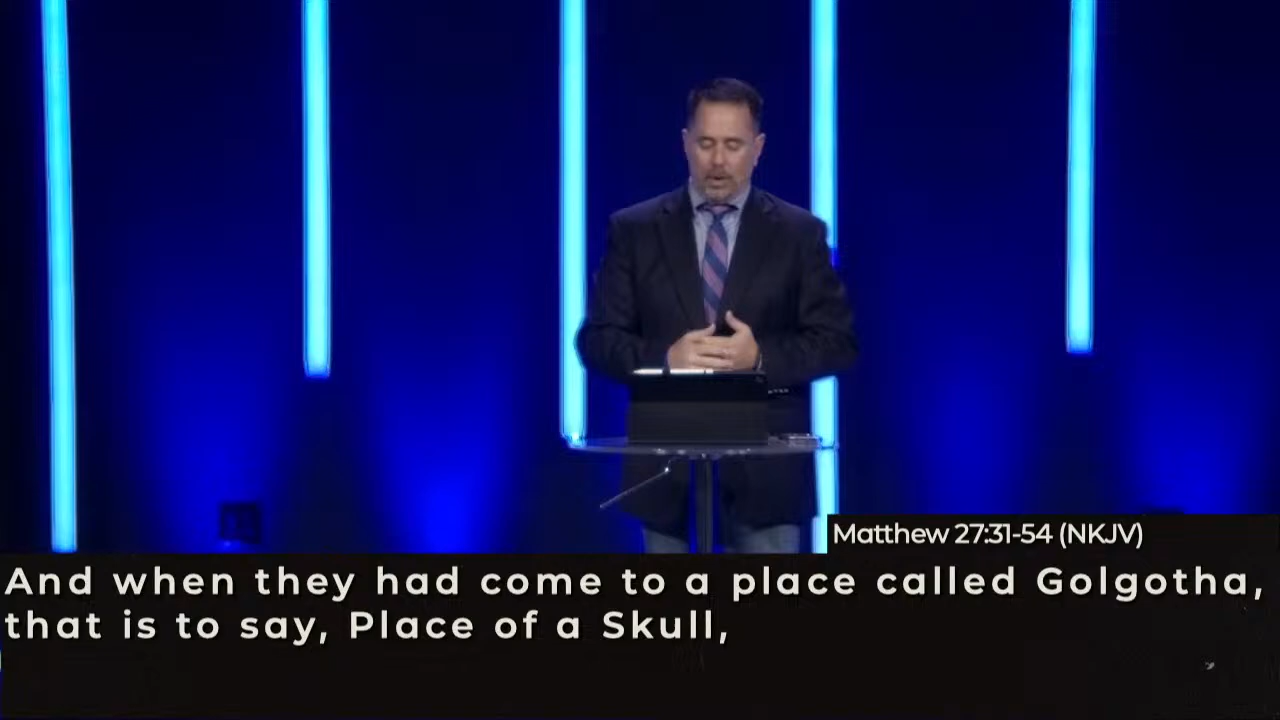 Matthew 27:31-54 (NKJV)
And when they had come to a place called Golgotha,
that is to say, Place of a Skull,